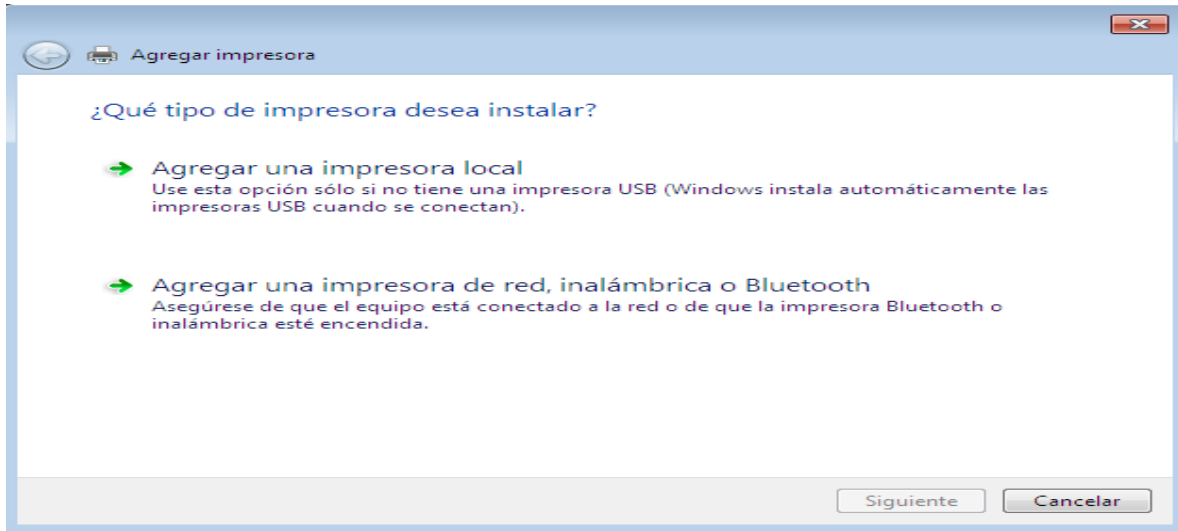 Agregar impresora
¿Qué tipo de impresora desea instalar?
Agregar una impresora local
Use esta opción sólo si no tiene una impresora USB (Windows instala automáticamente las
impresoras USB cuando se conectan).
Agregar una impresora de red, inalámbrica o Bluetooth
Asegúrese de que el equipo está conectado a la red o de que la impresora Bluetooth o
inalámbrica esté encendida.
Siguiente
Cancelar